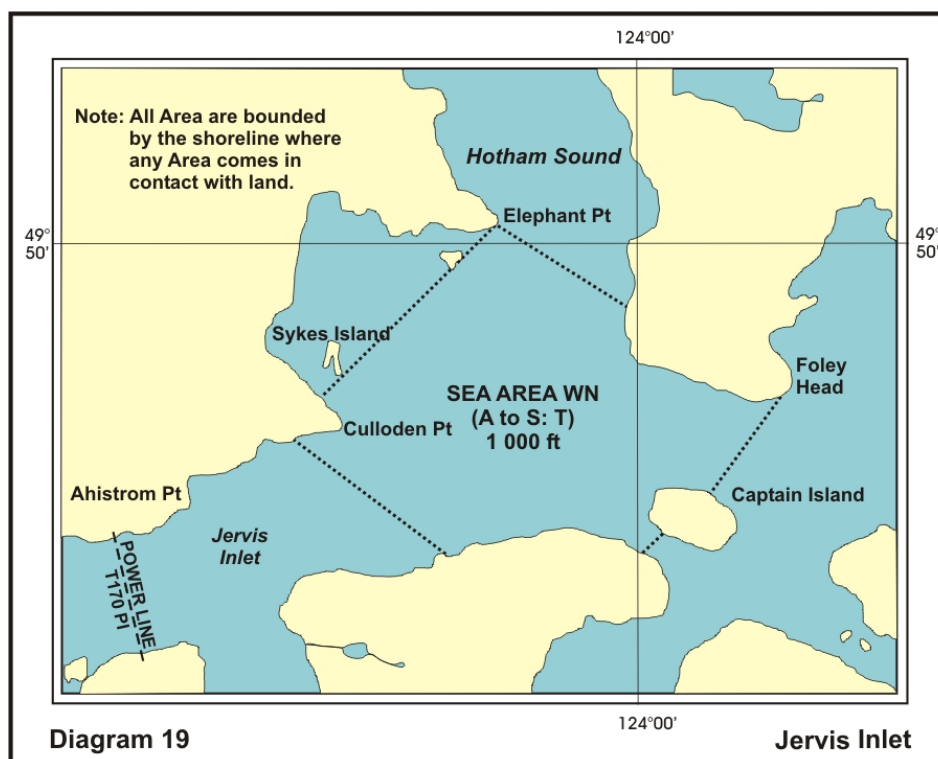 124°00'
Note: All Area are bounded
by the shoreline where
any Area comes in
contact with land.
Hotham Sound
Elephant Pt
49°
50'
49°
50'
Sykes Island
Foley
Head
SEA AREA WN
(A to S: T)
1 000 ft
Culloden Pt
Ahistrom Pt
Captain Island
Jervis
Inlet
POWER LINE
T170 PI
124°00'
Diagram 19
Jervis Inlet